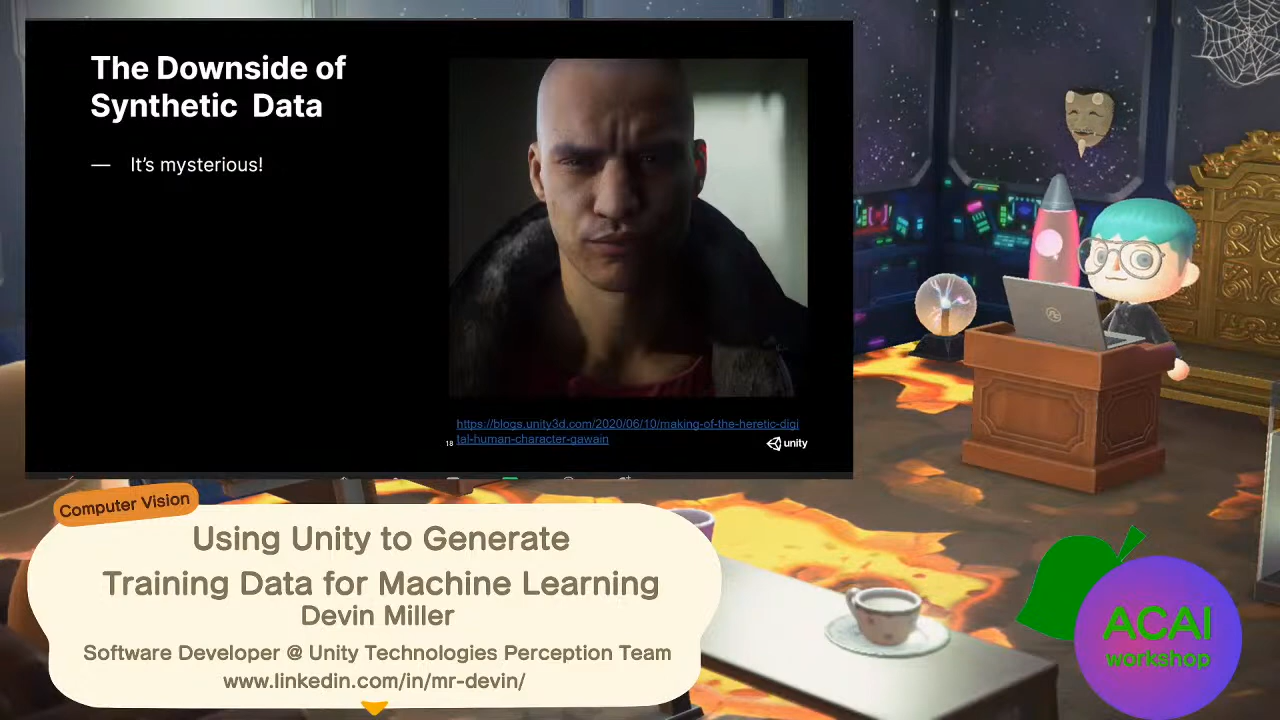 The Downside of
Synthetic Data
— It's mysterious!
https://blogs.unity3d.com/2020/06/10/making-of-the-heretic-digi
tal-human-character-gawain
18
unity
Computer Vision
Using Unity to Generate
Training Data for Machine Learning
Devin Miller
Software Developer @ Unity Technologies Perception Team
www.linkedin.com/in/mr-devin/
ACAI
workshop